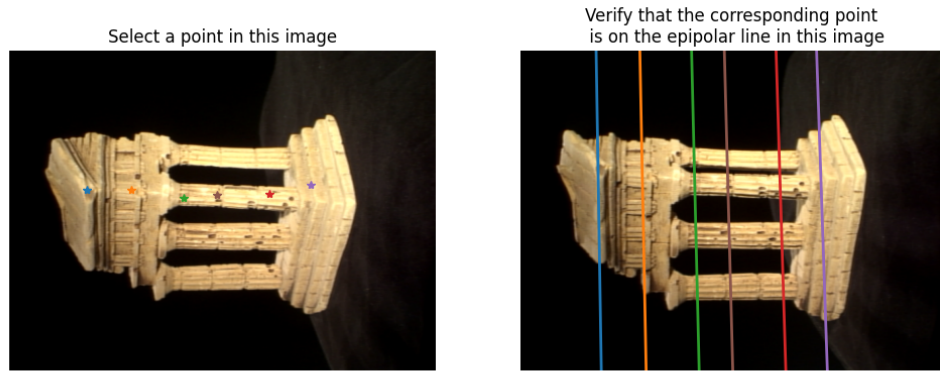 Select a point in this image
Verify that the corresponding point
is on the epipolar line in this image